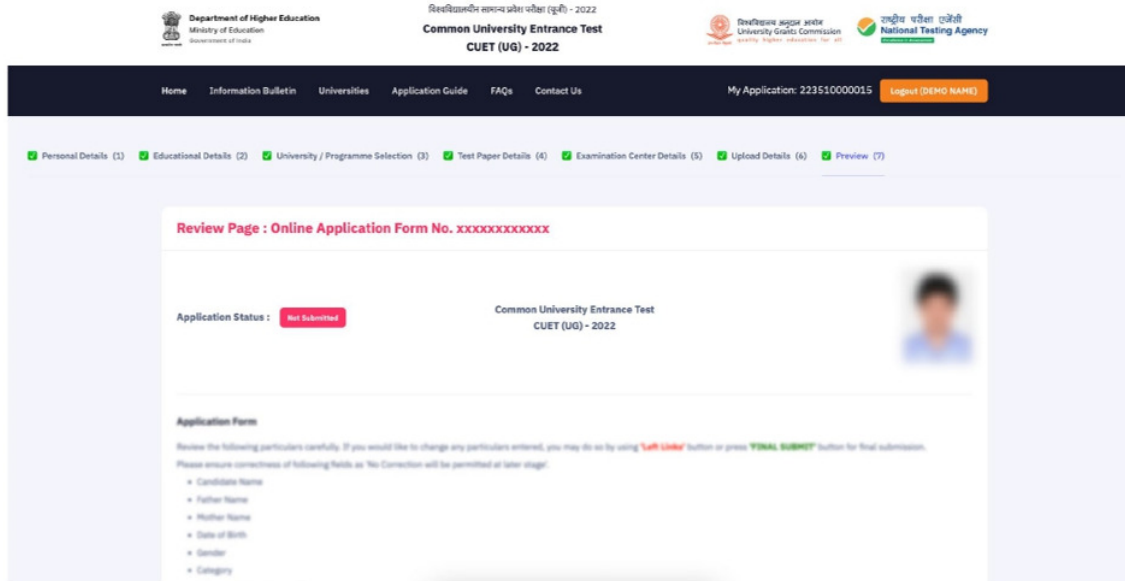 Department of Higher Education
Ministry of Education
Government of India
विश्वविद्यालयीन सामान्य प्रवेश परीक्षा (यूजी) - 2022
Common University Entrance Test
CUET (UG) - 2022
विश्वविद्यालय अनुदान आयोग
University Grants Commission
quality higher education for all
राष्ट्रीय परीक्षा एजेंसी
National Testing Agency
Home Information Bulletin Universities Application Guide FAQs Contact Us My Application: 223510000015 Logout (DEMO NAME)
Personal Details (1) Educational Details (2) University / Programme Selection (3) Test Paper Details (4) Examination Center Details (5) Upload Details (6) Preview (7)
Review Page : Online Application Form No. xxxxxxxxxxxx
Application Status : Not Submitted
Common University Entrance Test
CUET (UG) - 2022
Application Form
Review the following particulars carefully. If you would like to change any particulars entered, you may do so by using 'Left Links' button or press 'FINAL SUBMIT' button for final submission.
Please ensure correctness of following fields as 'No Correction will be permitted at later stage'.
Candidate Name
Father Name
Mother Name
Date of Birth
Gender
Category